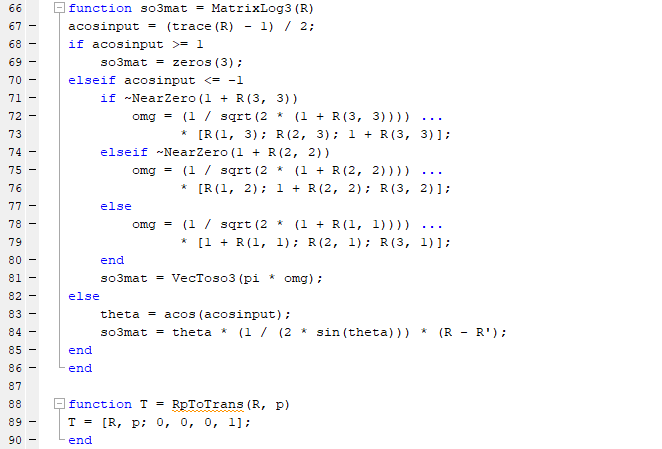 66 function so3mat = MatrixLog3(R)
67 - acosinput = (trace(R) - 1) / 2;
68 - if acosinput >= 1
69 - so3mat = zeros(3);
70 - elseif acosinput <= -1
71 - if ~NearZero(1 + R(3, 3))
72 - omg = (1 / sqrt(2 * (1 + R(3, 3)))) ...
73 * [R(1, 3); R(2, 3); 1 + R(3, 3)];
74 - elseif ~NearZero(1 + R(2, 2))
75 - omg = (1 / sqrt(2 * (1 + R(2, 2)))) ...
76 * [R(1, 2); 1 + R(2, 2); R(3, 2)];
77 - else
78 - omg = (1 / sqrt(2 * (1 + R(1, 1)))) ...
79 * [1 + R(1, 1); R(2, 1); R(3, 1)];
80 - end
81 - so3mat = VecToso3(pi * omg);
82 - else
83 - theta = acos(acosinput);
84 - so3mat = theta * (1 / (2 * sin(theta))) * (R - R');
85 - end
86 - end
87
88 function T = RpToTrans(R, p)
89 - T = [R, p; 0, 0, 0, 1];
90 - end